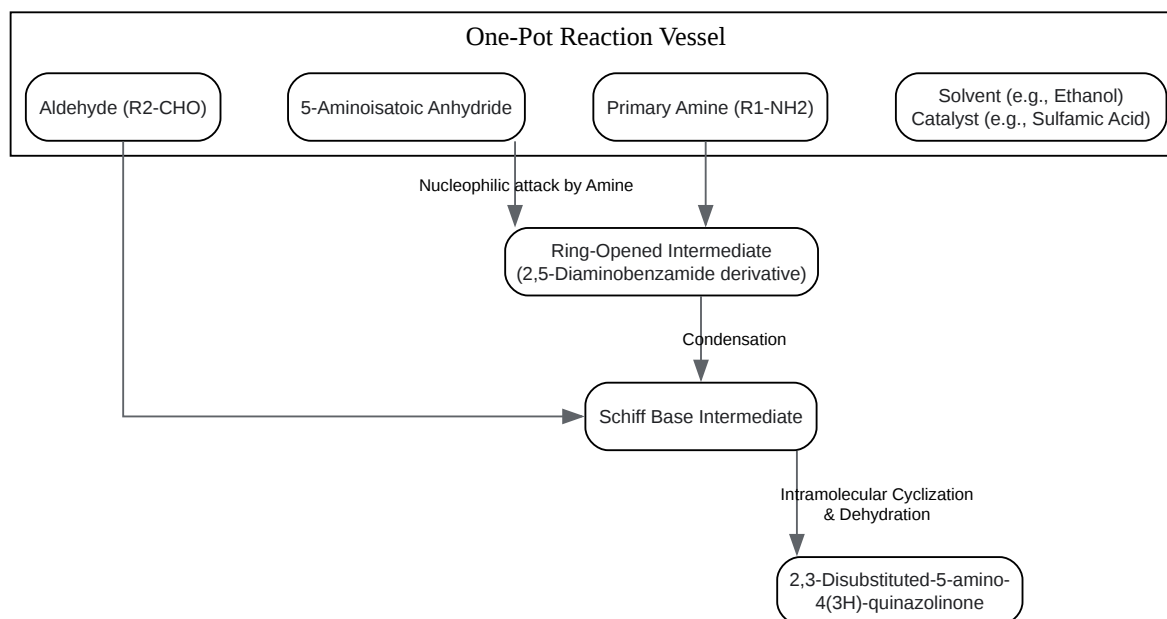 One-Pot Reaction Vessel
Aldehyde (R2-CHO)
5-Aminoisatoic Anhydride
Primary Amine (R1-NH2)
Solvent (e.g., Ethanol)
Catalyst (e.g., Sulfamic Acid)
Nucleophilic attack by Amine
Ring-Opened Intermediate
(2,5-Diaminobenzamide derivative)
Condensation
Schiff Base Intermediate
Intramolecular Cyclization
& Dehydration
2,3-Disubstituted-5-amino-
4(3H)-quinazolinone